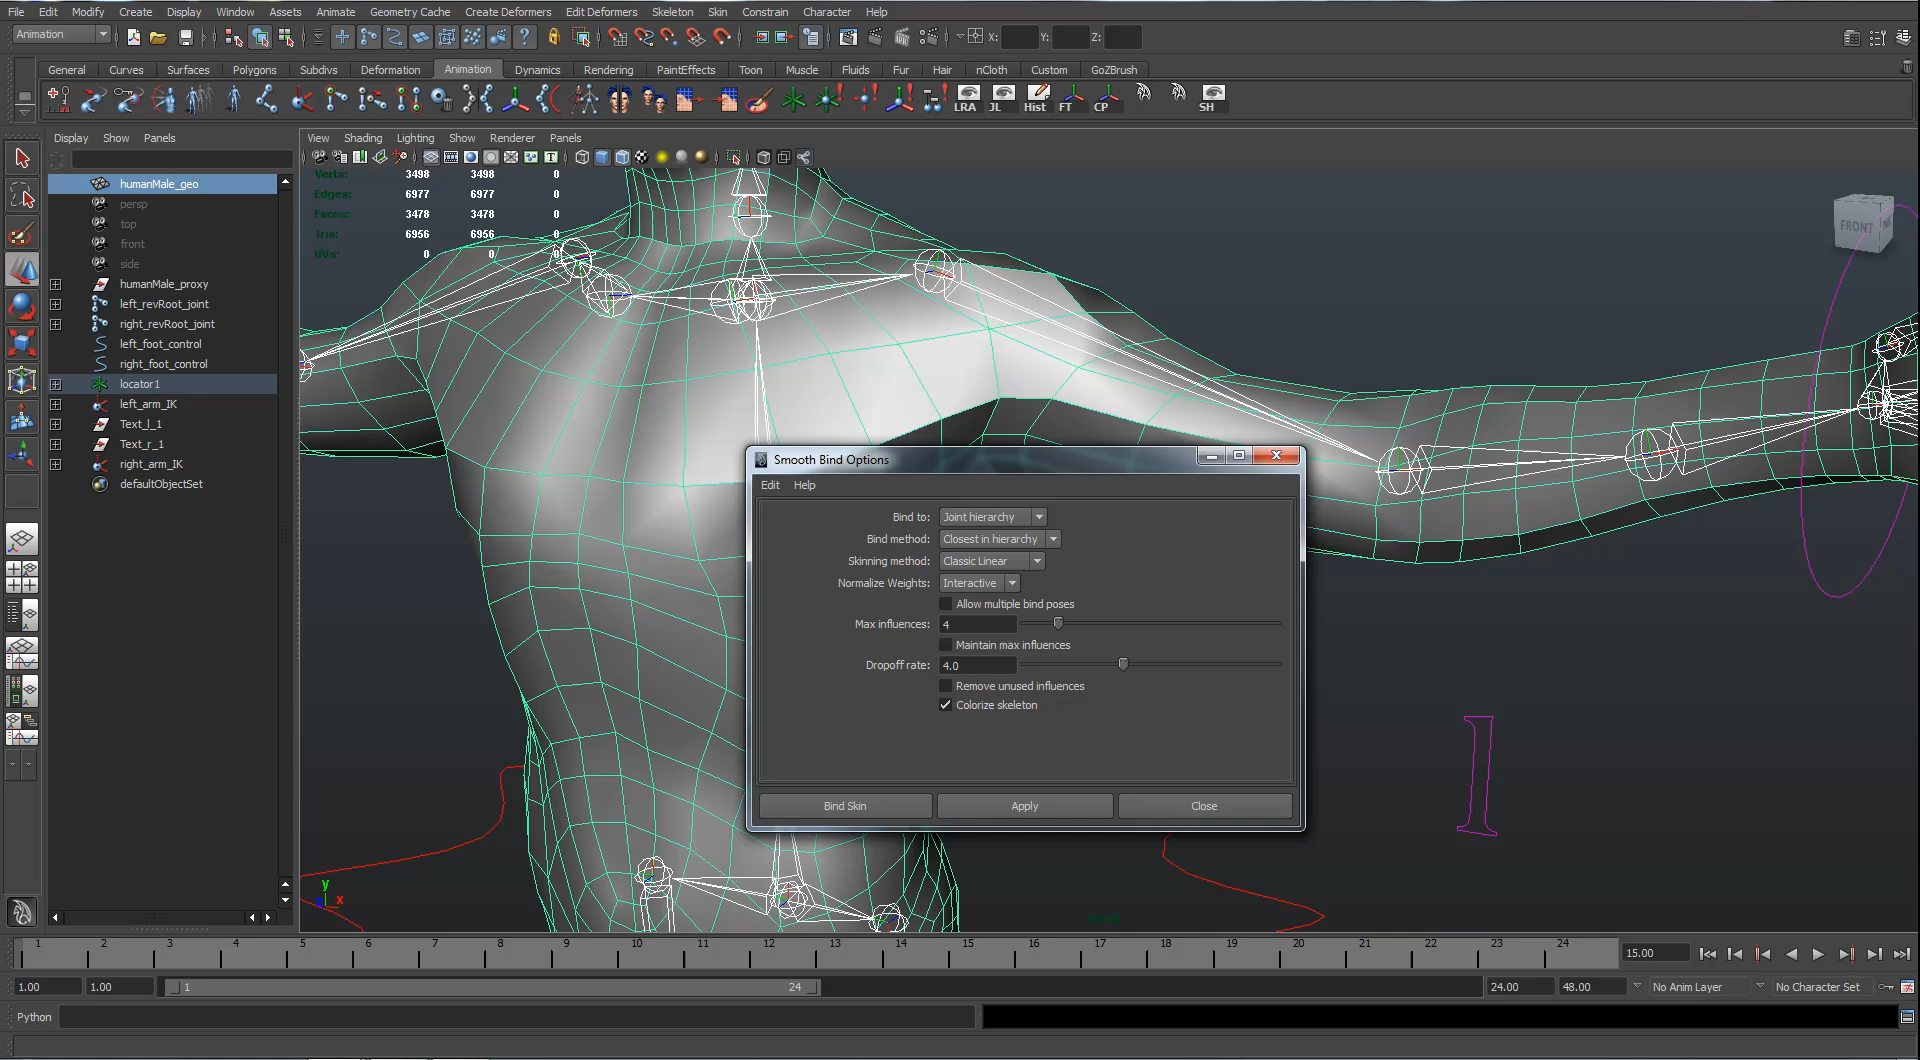 File Edit Modify Create Display Window Assets Animate Geometry Cache Create Deformers Edit Deformers Skeleton Skin Constrain Character Help
Animation X: Y: Z:
General Curves Surfaces Polygons Subdivs Deformation Animation Dynamics Rendering PaintEffects Toon Muscle Fluids Fur Hair nCloth Custom GoZBrush
LRA JL Hist FT CP SH
Display Show Panels
View Shading Lighting Show Renderer Panels
humanMale_geo
persp
top
front
side
humanMale_proxy
left_revRoot_joint
right_revRoot_joint
left_foot_control
right_foot_control
locator1
left_arm_IK
Text_l_1
Text_r_1
right_arm_IK
defaultObjectSet
Verts: 3498 3498 0
Edges: 6977 6977 0
Faces: 3478 3478 0
Tris: 6956 6956 0
UVs: 0 0 0
FRONT
Smooth Bind Options
Edit Help
Bind to: Joint hierarchy
Bind method: Closest in hierarchy
Skinning method: Classic Linear
Normalize Weights: Interactive
Allow multiple bind poses
Max influences: 4
Maintain max influences
Dropoff rate: 4.0
Remove unused influences
Colorize skeleton
Bind Skin Apply Close
l
y
x
1 2 3 4 5 6 7 8 9 10 11 12 13 14 15 16 17 18 19 20 21 22 23 24 15.00
1.00 1.00 1 24 24.00 48.00 No Anim Layer No Character Set
Python